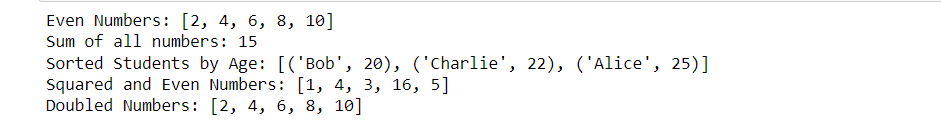 Even Numbers: [2, 4, 6, 8, 10]
Sum of all numbers: 15
Sorted Students by Age: [('Bob', 20), ('Charlie', 22), ('Alice', 25)]
Squared and Even Numbers: [1, 4, 3, 16, 5]
Doubled Numbers: [2, 4, 6, 8, 10]